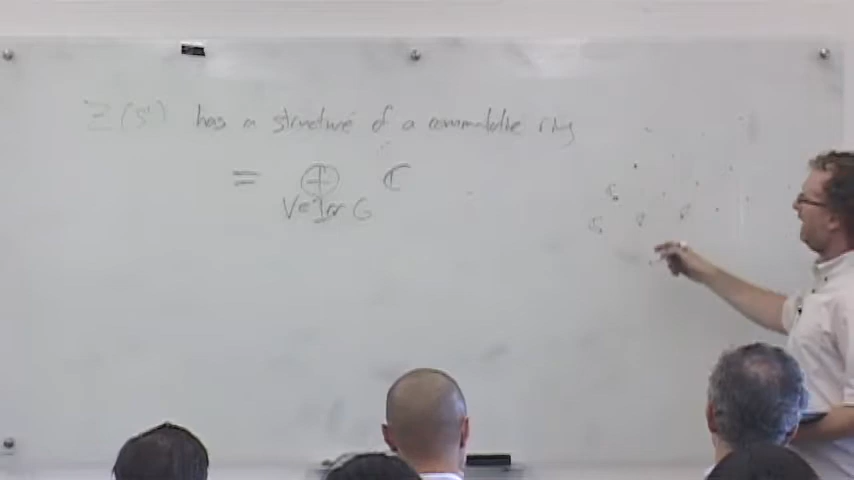 Z(S¹) has a structure of a commutative ring
= ⊕ ℂ
V ∈ Irr G